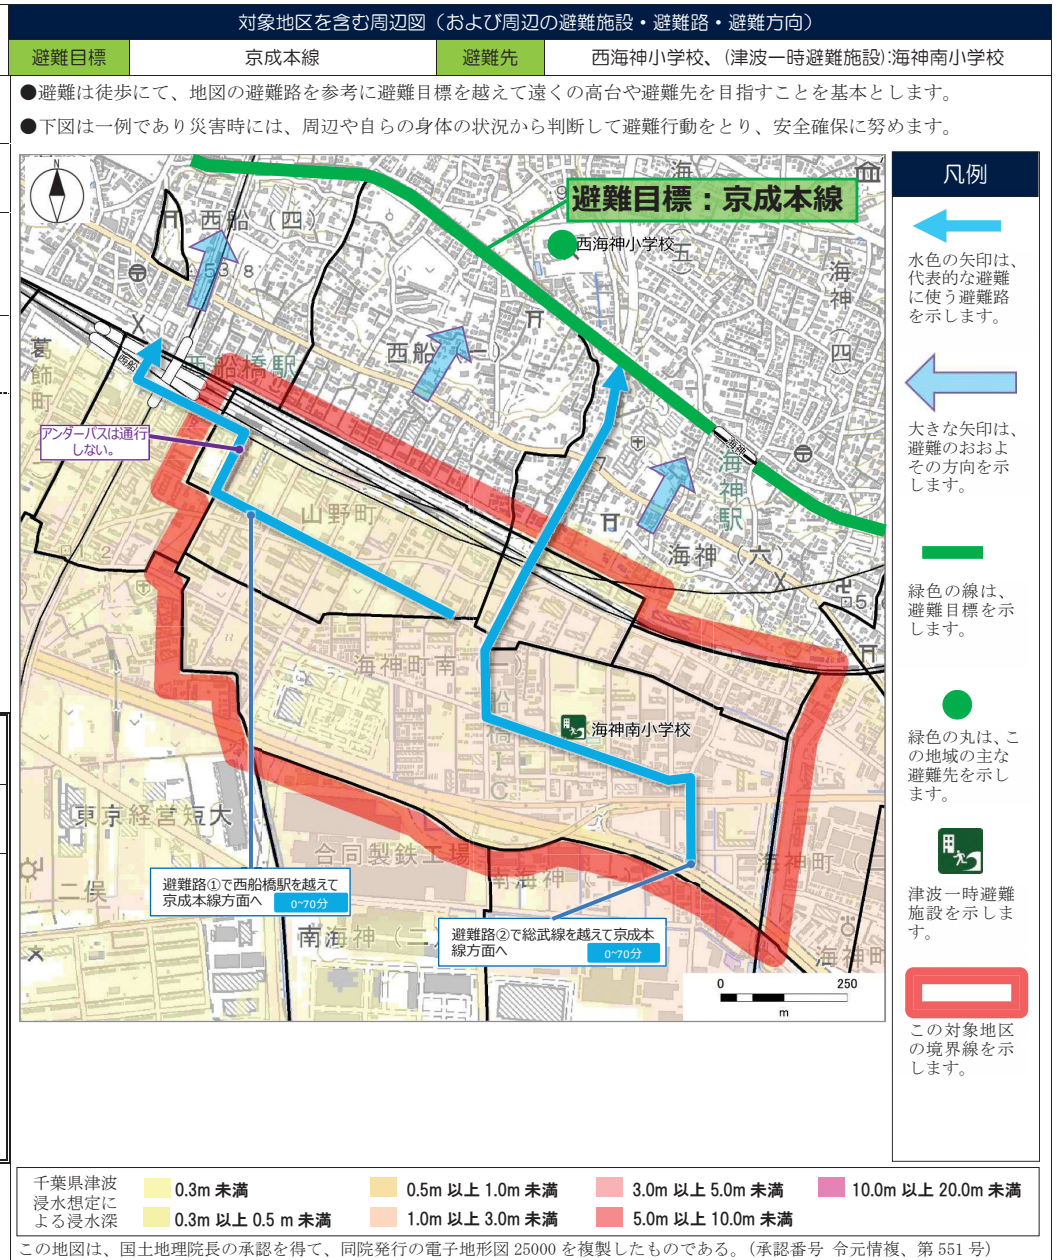 対象地区を含む周辺図（および周辺の避難施設・避難路・避難方向）
避難目標 京成本線 避難先 西海神小学校、(津波一時避難施設):海神南小学校
●避難は徒歩にて、地図の避難路を参考に避難目標を越えて遠くの高台や避難先を目指すことを基本とします。
●下図は一例であり災害時には、周辺や自らの身体の状況から判断して避難行動をとり、安全確保に努めます。
N
避難目標：京成本線
西船（四）
53.8
西海神小学校
海神（五）
海神（四）
葛飾町
西船
西船橋駅
西船（一）
アンダーパスは通行
しない。
山野町
海神
海神駅
海神（六）
海神町南（一）
船橋IC
海神南小学校
東京経営短大
合同製鉄工場
南海神（一）
海神町
二俣
避難路①で西船橋駅を越えて
京成本線方面へ 0~70分
南海神（二）
避難路②で総武線を越えて京成本
線方面へ 0~70分
海神町
0 250
m
凡例
水色の矢印は、
代表的な避難
に使う避難路
を示します。
大きな矢印は、
避難のおおよ
その方向を示
します。
緑色の線は、
避難目標を示
します。
緑色の丸は、こ
の地域の主な
避難先を示し
ます。
津波一時避難
施設を示しま
す。
この対象地区
の境界線を示
します。
千葉県津波
浸水想定に
よる浸水深
0.3m 未満 0.5m 以上 1.0m 未満 3.0m 以上 5.0m 未満 10.0m 以上 20.0m 未満
0.3m 以上 0.5 m 未満 1.0m 以上 3.0m 未満 5.0m 以上 10.0m 未満
この地図は、国土地理院長の承認を得て、同院発行の電子地形図 25000 を複製したものである。（承認番号 令元情複、第 551 号）